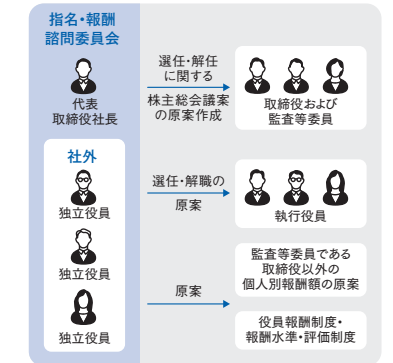 指名・報酬
諮問委員会
代表
取締役社長
社外
独立役員
独立役員
独立役員
選任・解任
に関する
株主総会議案
の原案作成
取締役および
監査等委員
選任・解職の
原案
執行役員
原案
監査等委員である
取締役以外の
個人別報酬額の原案
役員報酬制度・
報酬水準・評価制度